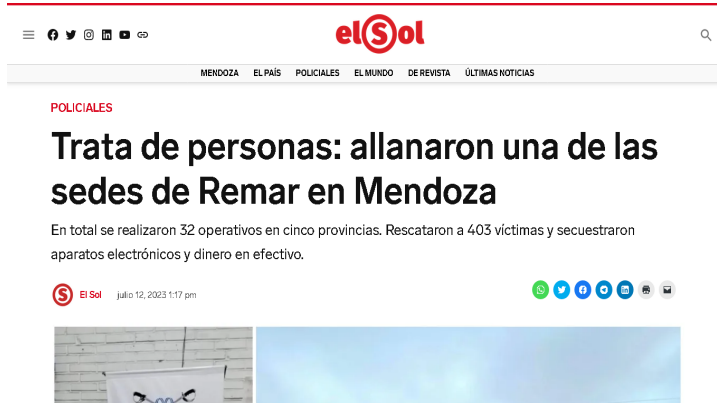 elSol
MENDOZA EL PAÍS POLICIALES EL MUNDO DE REVISTA ÚLTIMAS NOTICIAS
POLICIALES
Trata de personas: allanaron una de las
sedes de Remar en Mendoza
En total se realizaron 32 operativos en cinco provincias. Rescataron a 403 víctimas y secuestraron
aparatos electrónicos y dinero en efectivo.
El Sol julio 12, 2023 1:17 pm